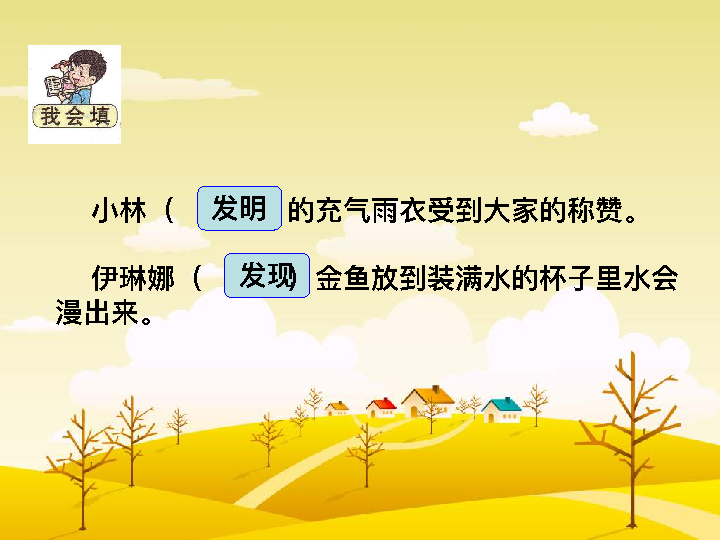 我会填
小林（发明 的充气雨衣受到大家的称赞。
伊琳娜（发现）金鱼放到装满水的杯子里水会
漫出来。